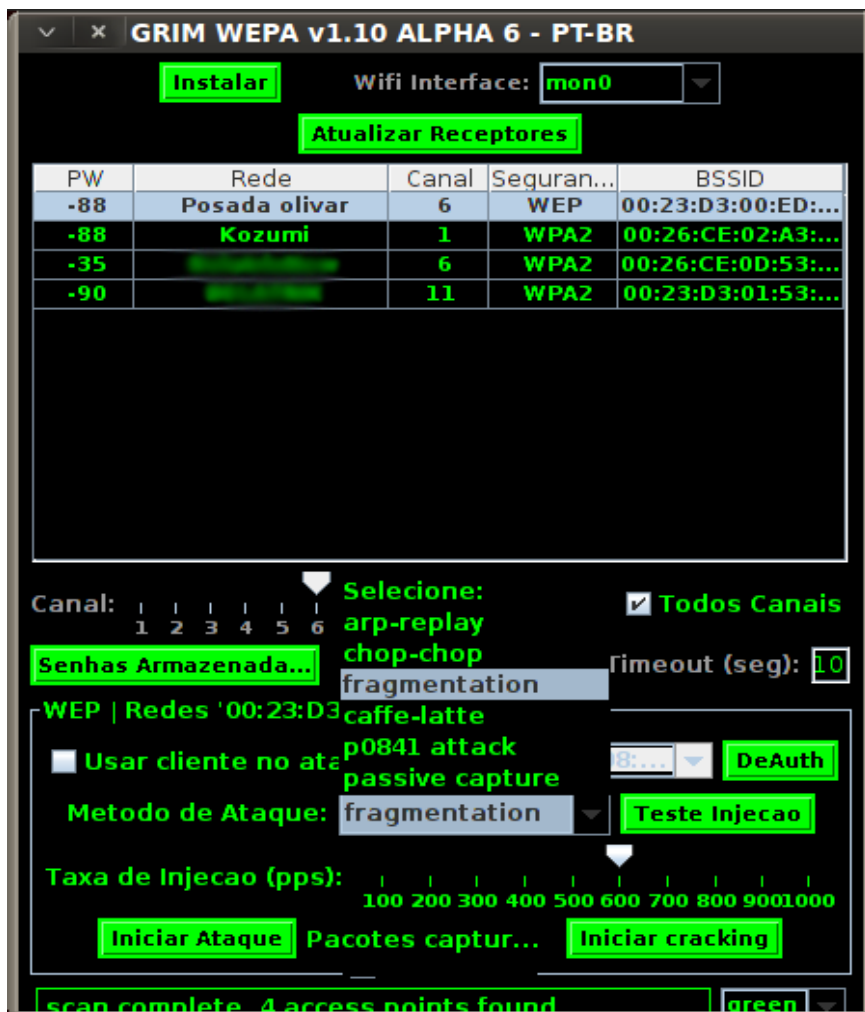 GRIM WEPA v1.10 ALPHA 6 - PT-BR
Instalar Wifi Interface: mon0
Atualizar Receptores
PW Rede Canal Seguran... BSSID
-88 Posada olivar 6 WEP 00:23:D3:00:ED:...
-88 Kozumi 1 WPA2 00:26:CE:02:A3:...
-35 6 WPA2 00:26:CE:0D:53:...
-90 11 WPA2 00:23:D3:01:53:...
Canal: 1 2 3 4 5 6
Todos Canais
Senhas Armazenada...
Timeout (seg): 10
Selecione:
arp-replay
chop-chop
fragmentation
caffe-latte
p0841 attack
passive capture
WEP | Redes '00:23:D3
Usar cliente no ata 8:... DeAuth
Metodo de Ataque: fragmentation Teste Injecao
Taxa de Injecao (pps):
100 200 300 400 500 600 700 800 9001000
Iniciar Ataque Pacotes captur... Iniciar cracking
scan complete 4 access points found green